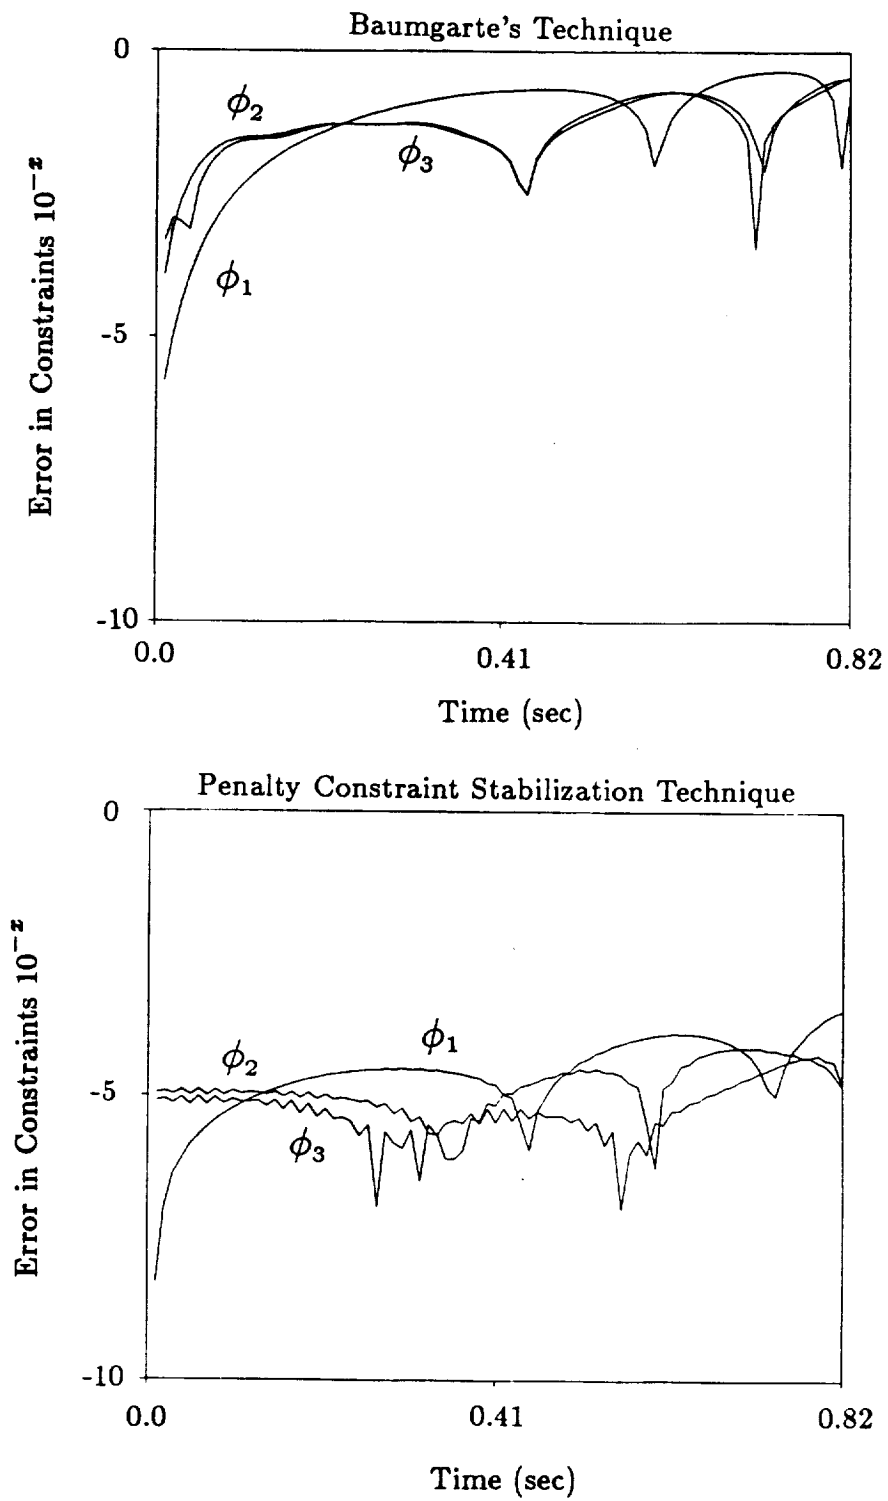 Baumgarte's Technique
0
ϕ₂
ϕ₃
ϕ₁
Error in Constraints 10⁻ˣ
-5
-10
0.0 0.41 0.82
Time (sec)
Penalty Constraint Stabilization Technique
0
ϕ₂
ϕ₁
Error in Constraints 10⁻ˣ
-5
ϕ₃
-10
0.0 0.41 0.82
Time (sec)